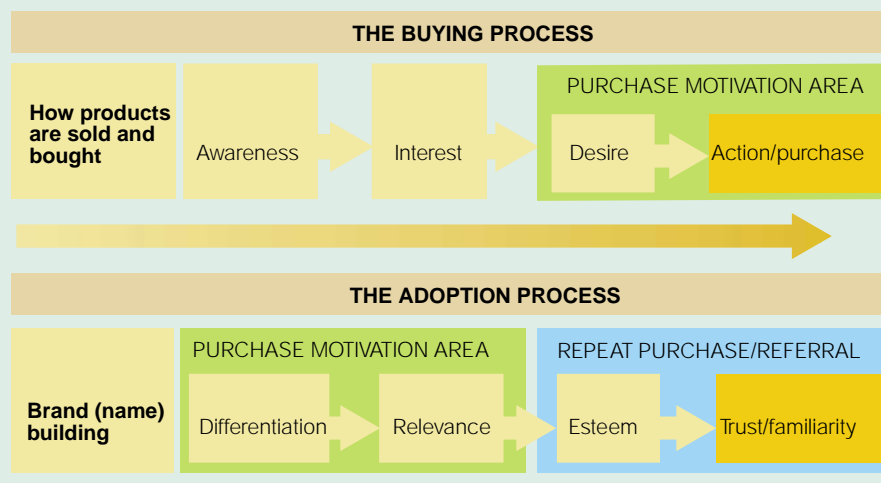 THE BUYING PROCESS
How products
are sold and
bought
Awareness
Interest
PURCHASE MOTIVATION AREA
Desire
Action/purchase
THE ADOPTION PROCESS
Brand (name)
building
PURCHASE MOTIVATION AREA
Differentiation
Relevance
REPEAT PURCHASE/REFERRAL
Esteem
Trust/familiarity